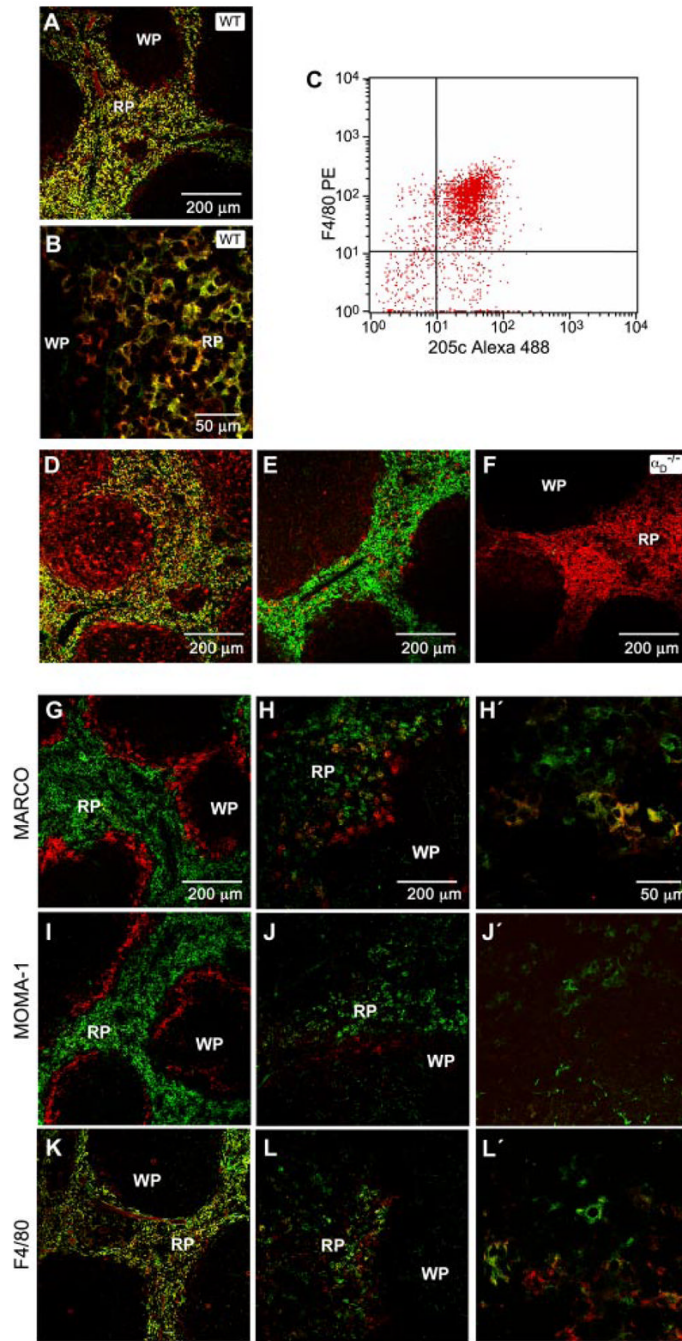 A
WT
WP
RP
200 µm
B
WT
WP
RP
50 µm
C
F4/80 PE
10⁴
10³
10²
10¹
10⁰
10⁰ 10¹ 10² 10³ 10⁴
205c Alexa 488
D
200 µm
E
200 µm
F
αD-/-
WP
RP
200 µm
MARCO
G
RP
WP
200 µm
H
RP
WP
200 µm
H´
50 µm
MOMA-1
I
RP
WP
J
RP
WP
J´
F4/80
K
WP
RP
L
RP
WP
L´